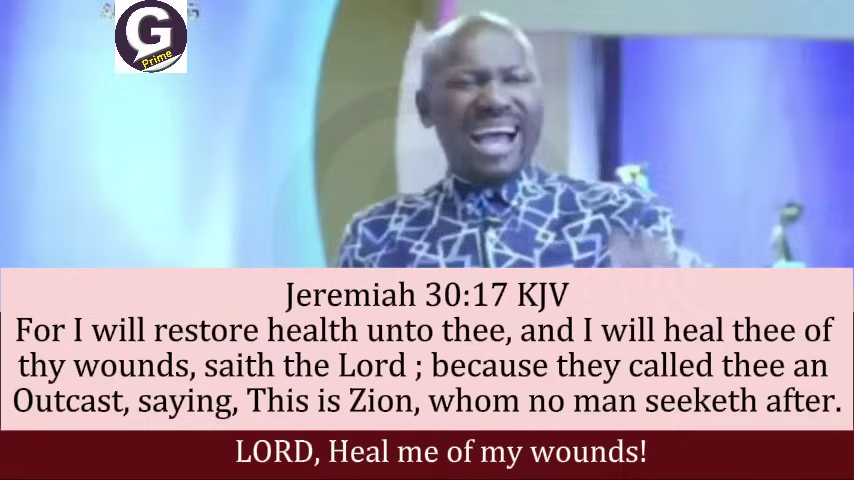 G
Prime
Jeremiah 30:17 KJV
For I will restore health unto thee, and I will heal thee of
thy wounds, saith the Lord ; because they called thee an
Outcast, saying, This is Zion, whom no man seeketh after.
LORD, Heal me of my wounds!